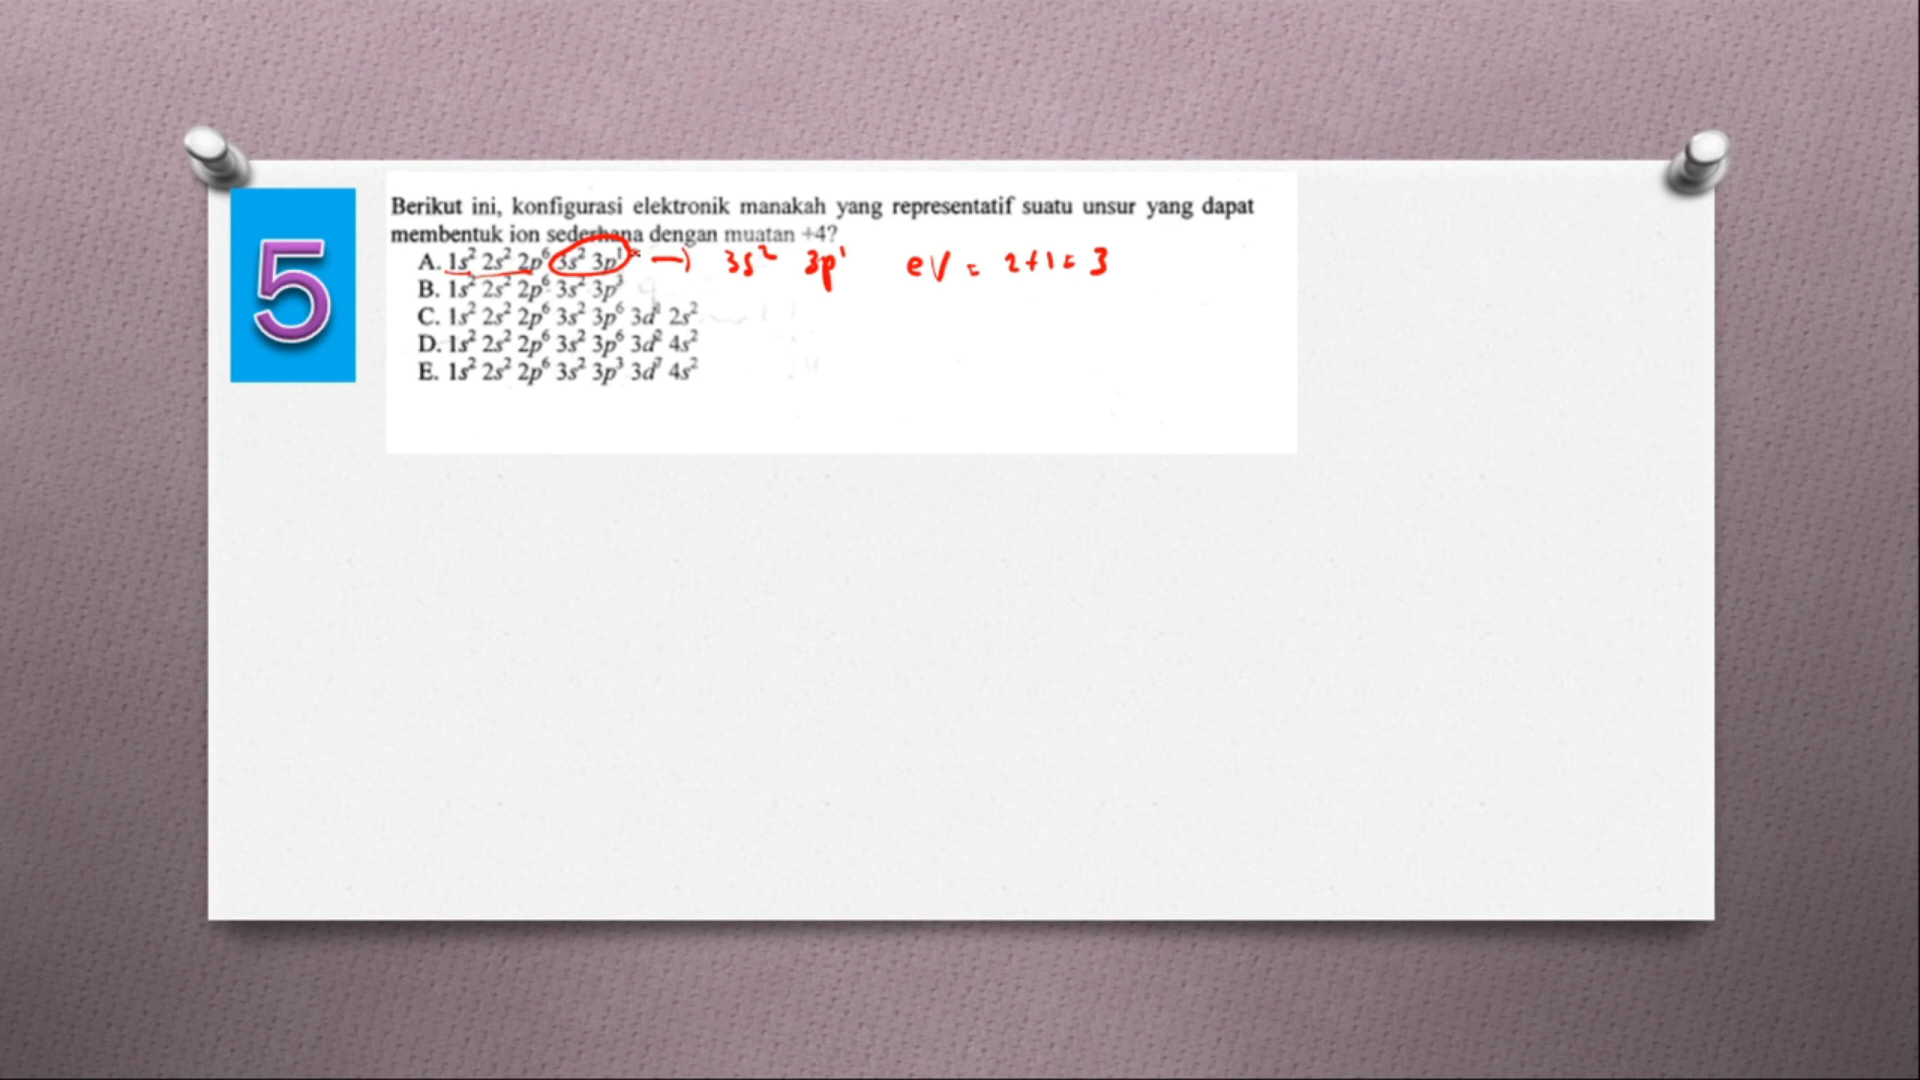 5
Berikut ini, konfigurasi elektronik manakah yang representatif suatu unsur yang dapat
membentuk ion sederhana dengan muatan +4?
A. 1s² 2s² 2p⁶ 3s² 3p¹ → 3s² 3p¹ eV = 2+1 = 3
B. 1s² 2s² 2p⁶ 3s² 3p³
C. 1s² 2s² 2p⁶ 3s² 3p⁶ 3d 2s²
D. 1s² 2s² 2p⁶ 3s² 3p⁶ 3d² 4s²
E. 1s² 2s² 2p⁶ 3s² 3p³ 3d⁷ 4s²